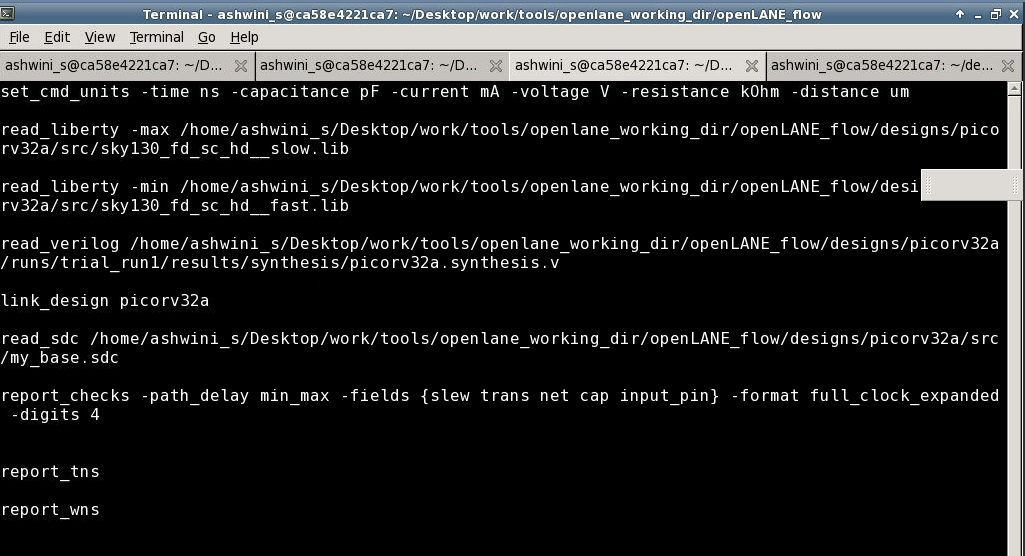 Terminal - ashwini_s@ca58e4221ca7: ~/Desktop/work/tools/openlane_working_dir/openLANE_flow
File Edit View Terminal Go Help
ashwini_s@ca58e4221ca7: ~/D... ashwini_s@ca58e4221ca7: ~/D... ashwini_s@ca58e4221ca7: ~/D... ashwini_s@ca58e4221ca7: ~/de...
set_cmd_units -time ns -capacitance pF -current mA -voltage V -resistance kOhm -distance um
read_liberty -max /home/ashwini_s/Desktop/work/tools/openlane_working_dir/openLANE_flow/designs/pico
rv32a/src/sky130_fd_sc_hd__slow.lib
read_liberty -min /home/ashwini_s/Desktop/work/tools/openlane_working_dir/openLANE_flow/desi
rv32a/src/sky130_fd_sc_hd__fast.lib
read_verilog /home/ashwini_s/Desktop/work/tools/openlane_working_dir/openLANE_flow/designs/picorv32a
/runs/trial_run1/results/synthesis/picorv32a.synthesis.v
link_design picorv32a
read_sdc /home/ashwini_s/Desktop/work/tools/openlane_working_dir/openLANE_flow/designs/picorv32a/src
/my_base.sdc
report_checks -path_delay min_max -fields {slew trans net cap input_pin} -format full_clock_expanded
-digits 4
report_tns
report_wns